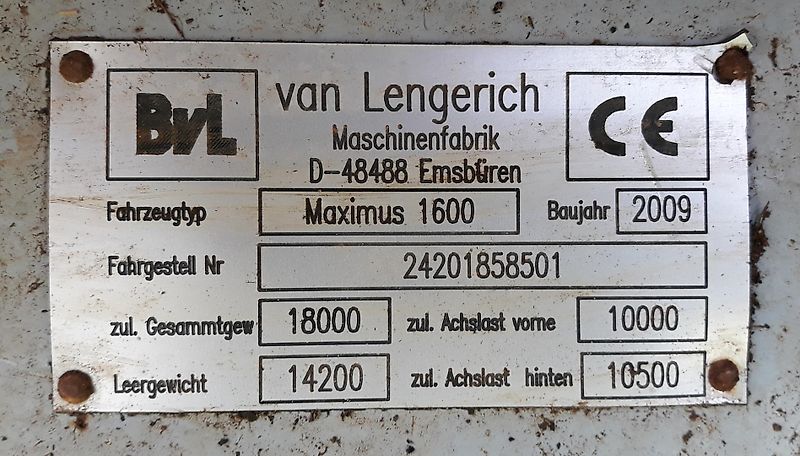 BvL
van Lengerich
Maschinenfabrik
D-48488 Emsbüren
CE
Fahrzeugtyp Maximus 1600 Baujahr 2009
Fahrgestell Nr 24201858501
zul. Gesammtgew 18000 zul. Achslast vorne 10000
Leergewicht 14200 zul. Achslast hinten 10500